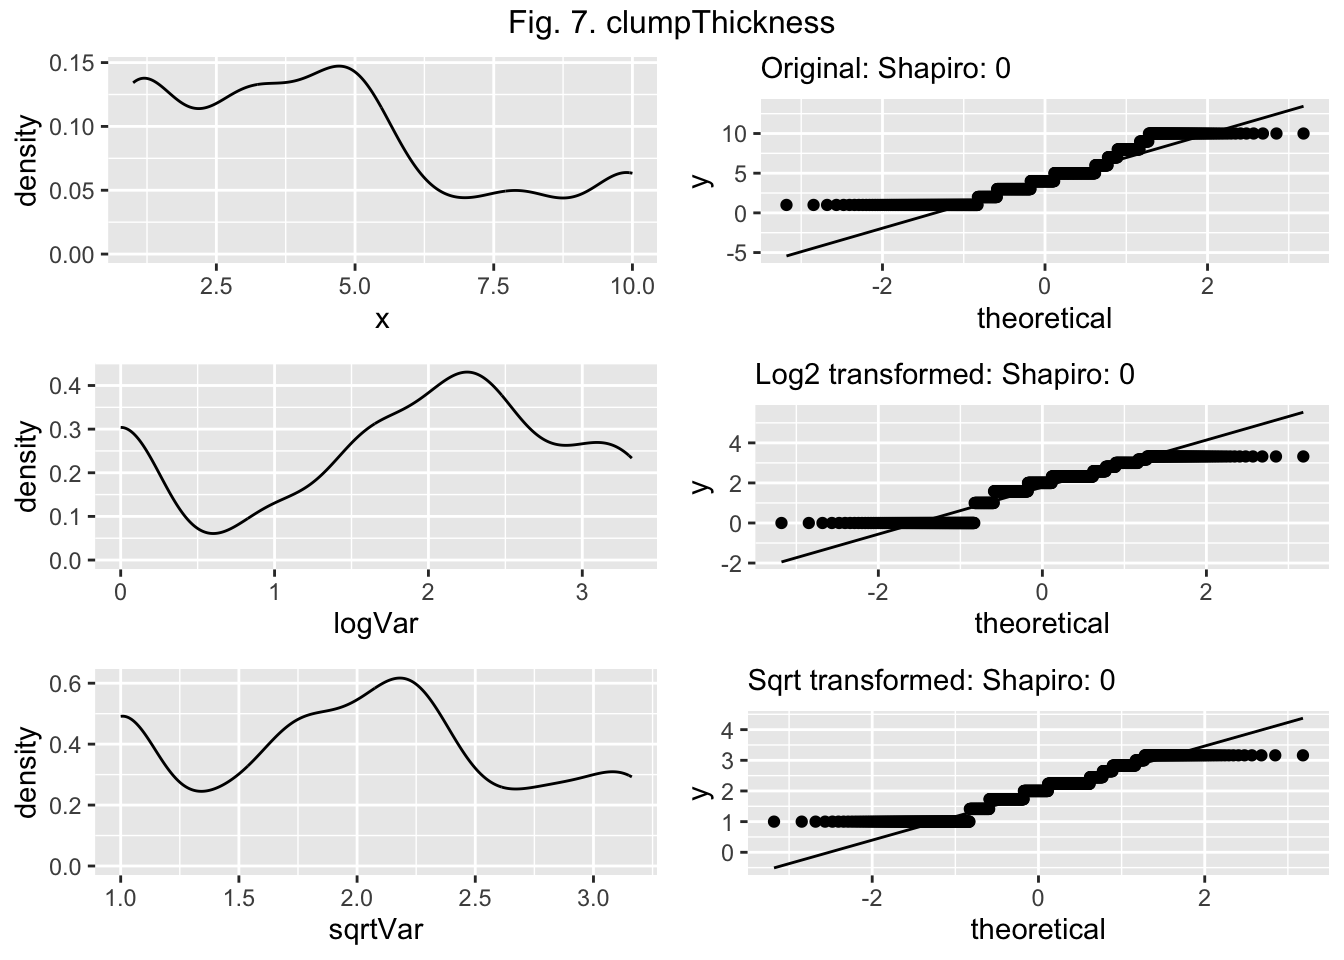 Fig. 7. clumpThickness
0.15
0.10
0.05
0.00
density
2.5 5.0 7.5 10.0
x
Original: Shapiro: 0
10
5
0
-5
y
-2 0 2
theoretical
0.4
0.3
0.2
0.1
0.0
density
0 1 2 3
logVar
Log2 transformed: Shapiro: 0
4
2
0
-2
y
-2 0 2
theoretical
0.6
0.4
0.2
0.0
density
1.0 1.5 2.0 2.5 3.0
sqrtVar
Sqrt transformed: Shapiro: 0
4
3
2
1
0
y
-2 0 2
theoretical